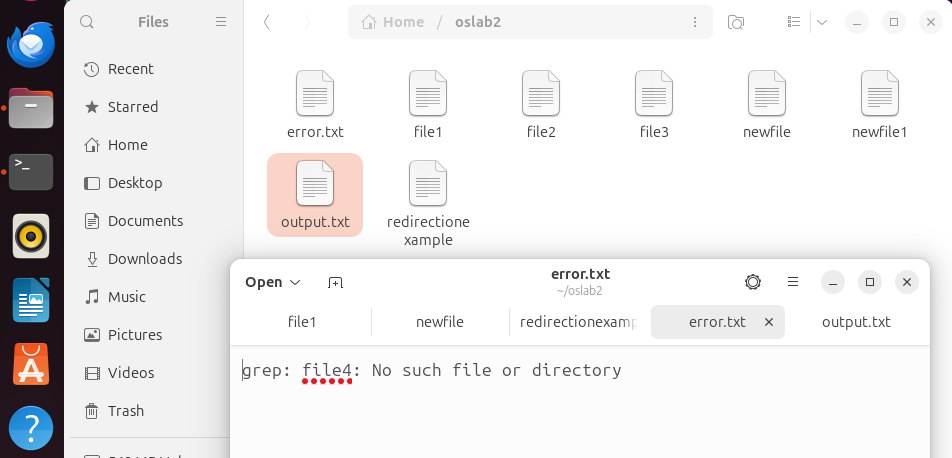 Files
Home / oslab2
Recent
Starred
Home
Desktop
Documents
Downloads
Music
Pictures
Videos
Trash
error.txt
file1
file2
file3
newfile
newfile1
output.txt
redirectione
xample
Open
error.txt
~/oslab2
file1
newfile
redirectionexamp
error.txt
output.txt
grep: file4: No such file or directory
>_
?